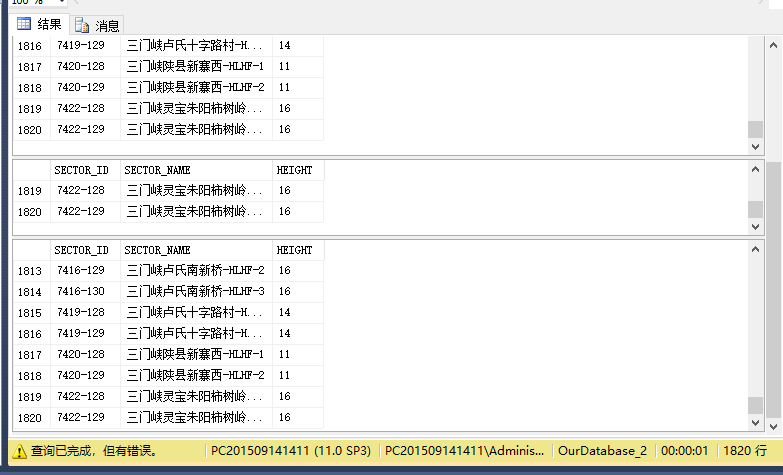 100 %
结果 消息
1816 7419-129 三门峡卢氏十字路村-H... 14
1817 7420-128 三门峡陕县新寨西-HLHF-1 11
1818 7420-129 三门峡陕县新寨西-HLHF-2 11
1819 7422-128 三门峡灵宝朱阳柿树岭... 16
1820 7422-129 三门峡灵宝朱阳柿树岭... 16
SECTOR_ID SECTOR_NAME HEIGHT
1819 7422-128 三门峡灵宝朱阳柿树岭... 16
1820 7422-129 三门峡灵宝朱阳柿树岭... 16
SECTOR_ID SECTOR_NAME HEIGHT
1813 7416-129 三门峡卢氏南新桥-HLHF-2 16
1814 7416-130 三门峡卢氏南新桥-HLHF-3 16
1815 7419-128 三门峡卢氏十字路村-H... 14
1816 7419-129 三门峡卢氏十字路村-H... 14
1817 7420-128 三门峡陕县新寨西-HLHF-1 11
1818 7420-129 三门峡陕县新寨西-HLHF-2 11
1819 7422-128 三门峡灵宝朱阳柿树岭... 16
1820 7422-129 三门峡灵宝朱阳柿树岭... 16
查询已完成，但有错误。 PC201509141411 (11.0 SP3) PC201509141411\Adminis... OurDatabase_2 00:00:01 1820 行